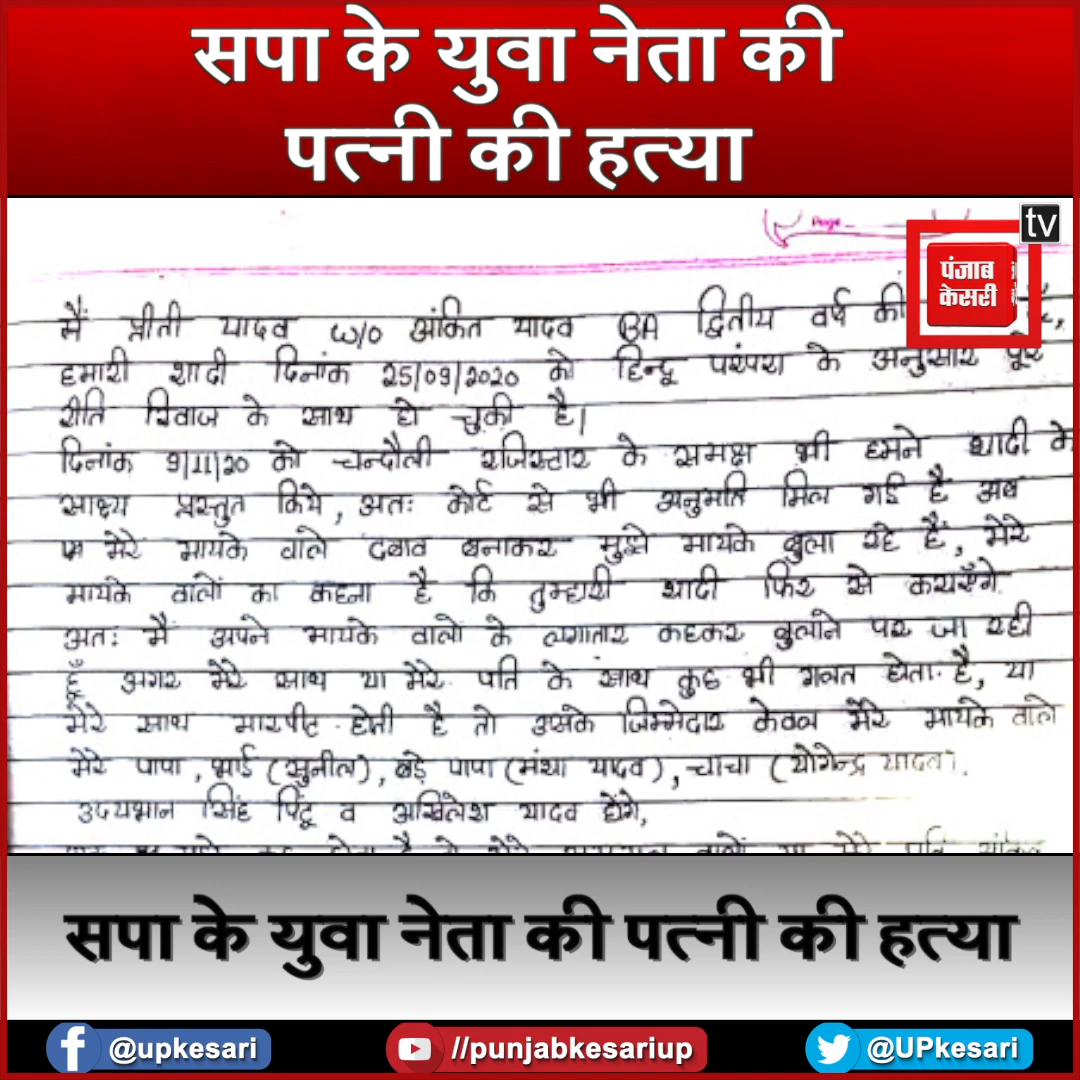 सपा के युवा नेता की
पत्नी की हत्या
Page
tv
पंजाब
केसरी
मैं प्रीती यादव w/o अंकित यादव BA द्वितीय वर्ष की
हमारी शादी दिनांक 25/09/2020 को हिन्दू परंपरा के अनुसार पूरे
रीति रिवाज के साथ हो चुकी है।
दिनांक 9/11/20 को चन्दौली रजिस्टार के समक्ष भी हमने शादी के
साक्ष्य प्रस्तुत किये, अतः कोर्ट से भी अनुमति मिल गई है अब
मेरे मायके वाले दबाव बनाकर मुझे मायके बुला रहे हैं, मेरे
मायके वालों का कहना है कि तुम्हारी शादी फिर से कराएँगे.
अतः मैं अपने मायके वालो के लगातार कहकर बुलाने पर जा रही
हूँ अगर मेरे साथ या मेरे पति के साथ कुछ भी गलत होता है, या
मेरे साथ मारपीट होती है तो उसके जिम्मेदार केवल मेरे मायके वाले
मेरे पापा, भाई (सुनील), बड़े पापा (मंशा यादव), चाचा (योगेन्द्र यादव).
उदयभान सिंह पिंटू व अखिलेश यादव होंगे,
सपा के युवा नेता की पत्नी की हत्या
@upkesari
//punjabkesariup
@UPkesari